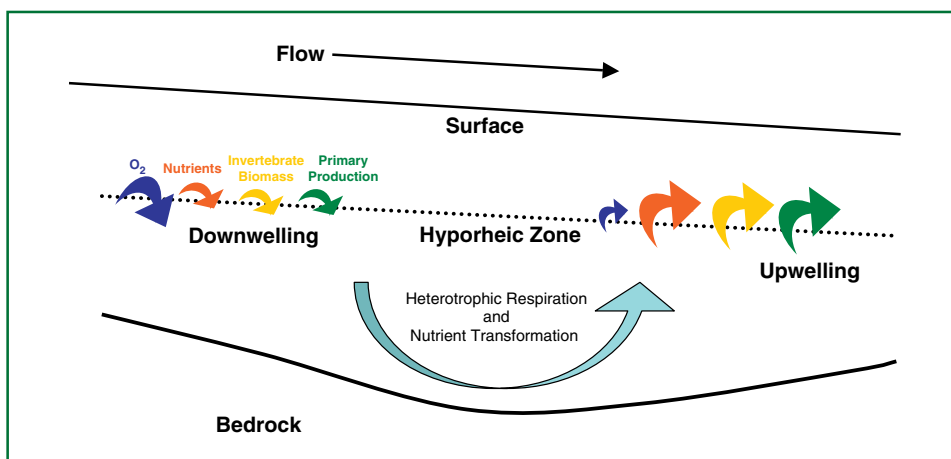 Flow
Surface
O2
Nutrients
Invertebrate
Biomass
Primary
Production
Downwelling
Hyporheic Zone
Upwelling
Heterotrophic Respiration
and
Nutrient Transformation
Bedrock